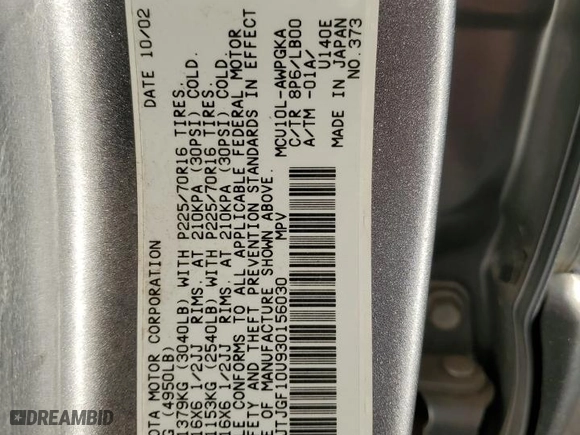 OTA MOTOR CORPORATION DATE 10/02
G (4950LB)
1379KG (3040LB) WITH P225/70R16 TIRES,
16X6 1/2JJ RIMS, AT 210KPA (30PSI) COLD.
1153KG (2540LB) WITH P225/70R16 TIRES,
16X6 1/2JJ RIMS, AT 210KPA (30PSI) COLD.
E CONFORMS TO ALL APPLICABLE FEDERAL MOTOR
FETY AND THEFT PREVENTION STANDARDS IN EFFECT
OF MANUFACTURE SHOWN ABOVE.
JTJGF10U930156030 MPV
MCU10L-AWPGKA
C/TR 8P6/LB00
A/TM -01A/ U140E
MADE IN JAPAN
NO.373
EPICVIN